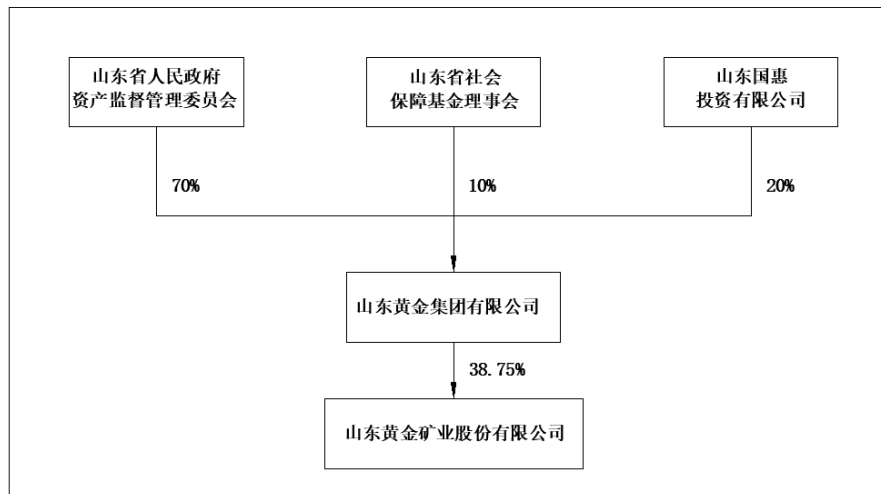 山东省人民政府
资产监督管理委员会
山东省社会
保障基金理事会
山东国惠
投资有限公司
70%
10%
20%
山东黄金集团有限公司
38.75%
山东黄金矿业股份有限公司